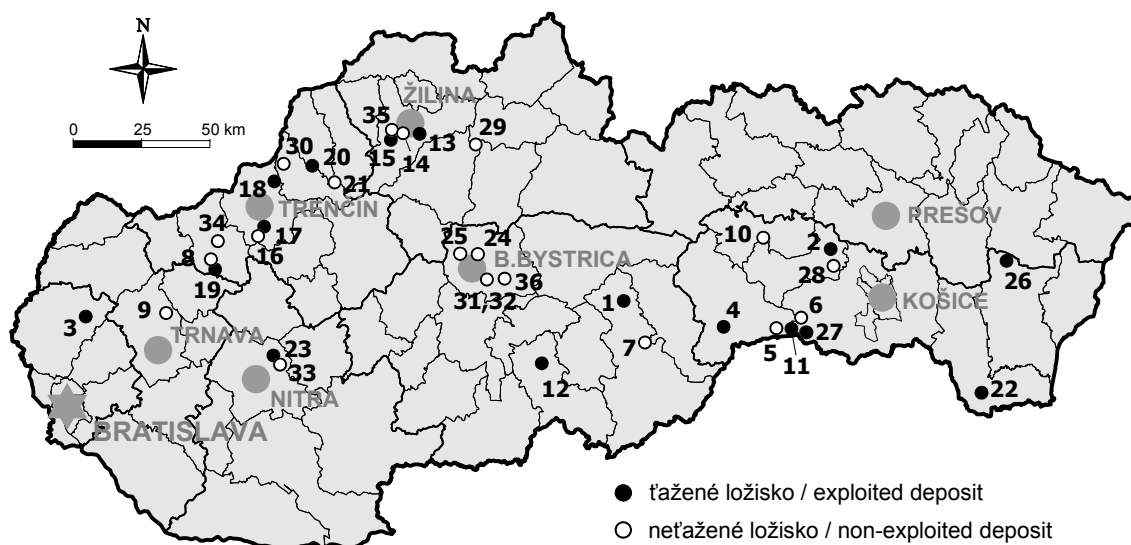 N
0 25 50 km
ŽILINA
35
29
13
15
14
30
20
21
18
TRENČÍN
17
16
34
8
19
25
24
B.BYSTRICA
36
31,32
10
2
28
PREŠOV
26
KOŠICE
1
4
6
5
11
27
7
3
9
TRNAVA
23
33
NITRA
12
22
BRATISLAVA
ťažené ložisko / exploited deposit
neťažené ložisko / non-exploited deposit